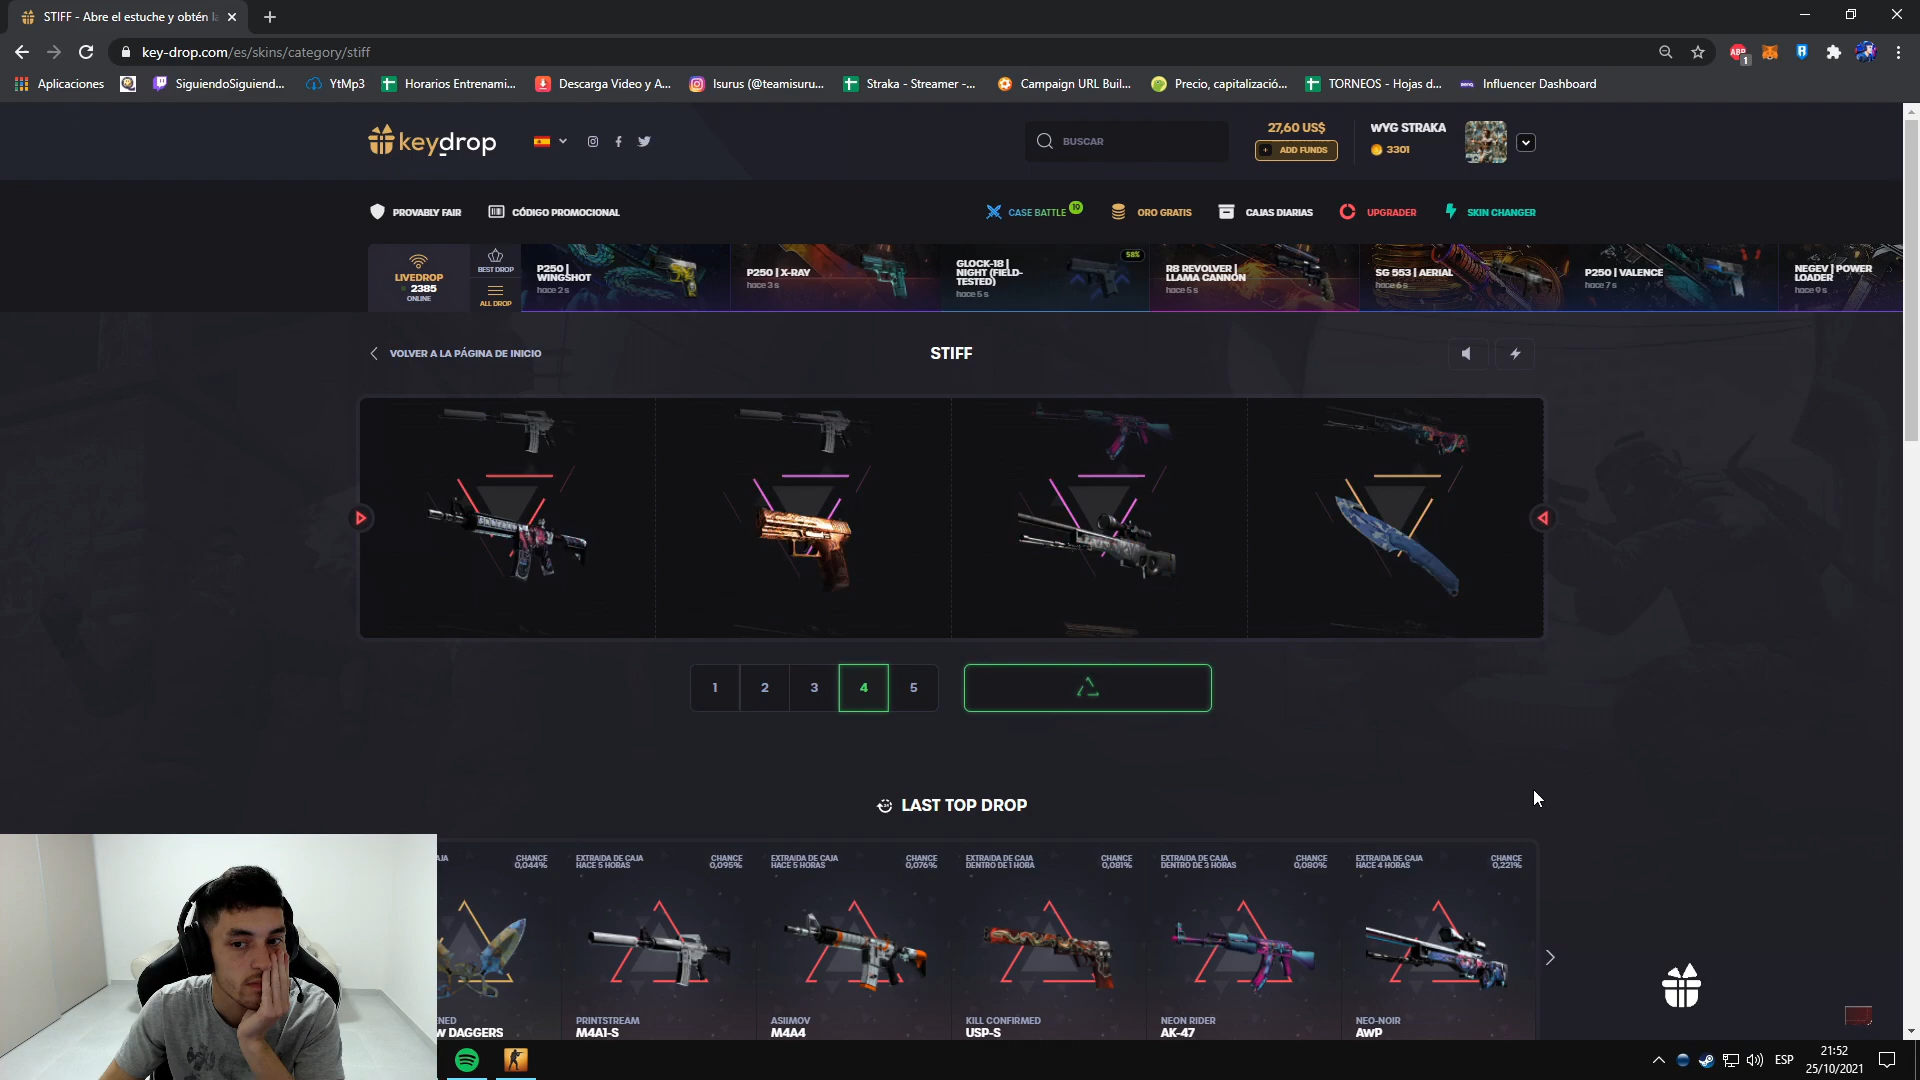 STIFF - Abre el estuche y obtén l
key-drop.com/es/skins/category/stiff
ABP
1
Aplicaciones
SiguiendoSiguiend...
YtMp3
Horarios Entrenami...
Descarga Video y A...
Isurus (@teamisuru...
Straka - Streamer -...
Campaign URL Buil...
Precio, capitalizació...
TORNEOS - Hojas d...
Influencer Dashboard
keydrop
BUSCAR
27,60 US$
+ ADD FUNDS
WYG STRAKA
3301
PROVABLY FAIR
CÓDIGO PROMOCIONAL
CASE BATTLE 10
ORO GRATIS
CAJAS DIARIAS
UPGRADER
SKIN CHANGER
LIVEDROP
2385
ONLINE
BEST DROP
ALL DROP
P250 |
WINGSHOT
hace 2 s
P250 | X-RAY
hace 3 s
GLOCK-18 |
NIGHT (FIELD-
TESTED)
hace 5 s
58%
R8 REVOLVER |
LLAMA CANNON
hace 5 s
SG 553 | AERIAL
hace 6 s
P250 | VALENCE
hace 7 s
NEGEV | POWER
LOADER
hace 9 s
VOLVER A LA PÁGINA DE INICIO
STIFF
1
2
3
4
5
LAST TOP DROP
AJA
CHANCE
0,044%
EXTRAÍDA DE CAJA
HACE 5 HORAS
CHANCE
0,095%
EXTRAÍDA DE CAJA
HACE 5 HORAS
CHANCE
0,076%
EXTRAÍDA DE CAJA
DENTRO DE 1 HORA
CHANCE
0,081%
EXTRAÍDA DE CAJA
DENTRO DE 3 HORAS
CHANCE
0,080%
EXTRAÍDA DE CAJA
HACE 4 HORAS
CHANCE
0,221%
ENED
W DAGGERS
PRINTSTREAM
M4A1-S
ASIIMOV
M4A4
KILL CONFIRMED
USP-S
NEON RIDER
AK-47
NEO-NOIR
AWP
ESP
21:52
25/10/2021